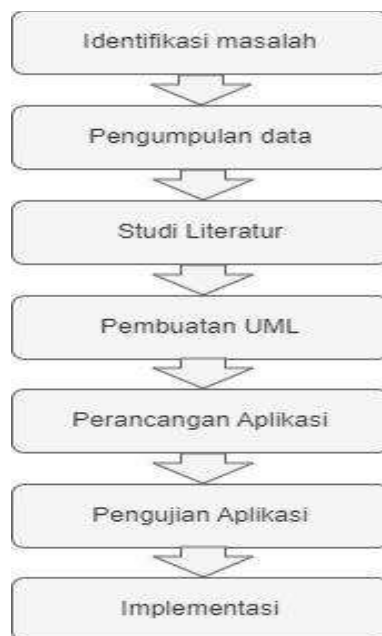 Identifikasi masalah
Pengumpulan data
Studi Literatur
Pembuatan UML
Perancangan Aplikasi
Pengujian Aplikasi
Implementasi